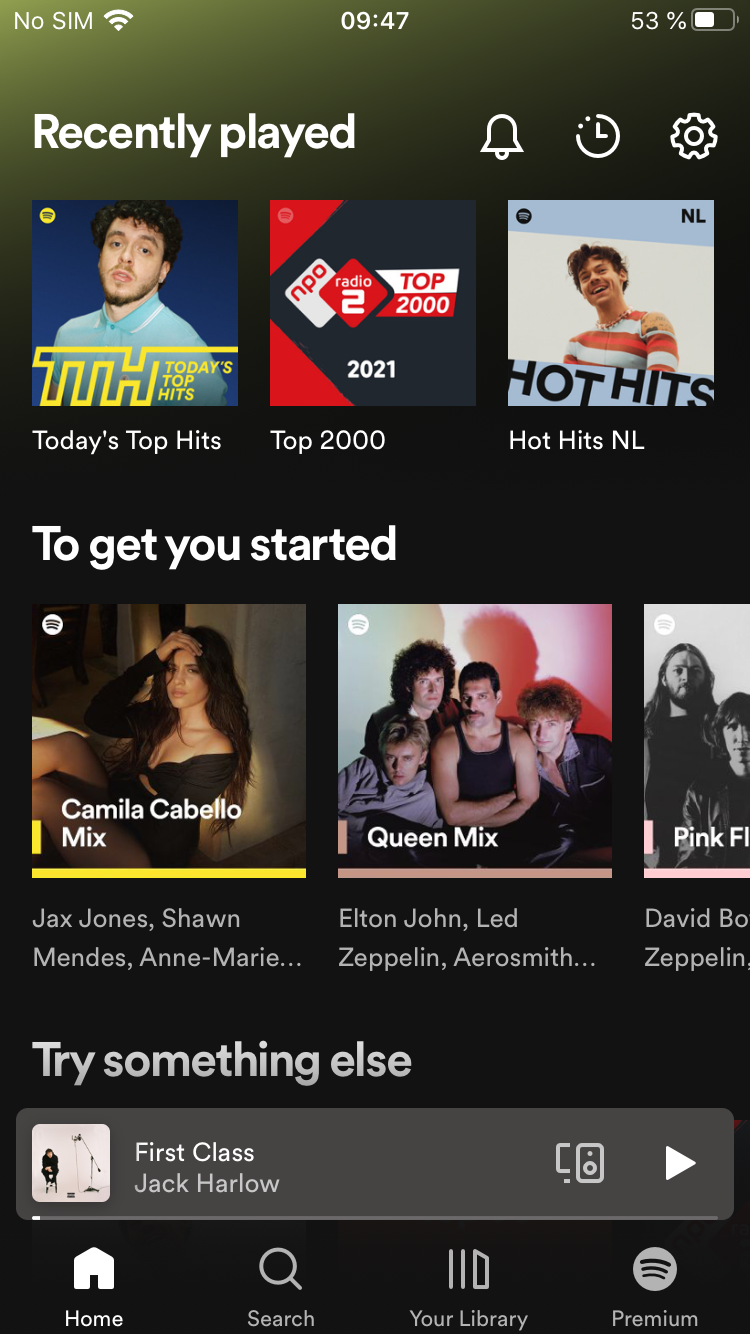 No SIM 09:47 53 %
Recently played
TTH TODAY'S
TOP
HITS
npo radio 2 TOP
2000
2021
NL
HOT HITS
Today's Top Hits
Top 2000
Hot Hits NL
To get you started
Camila Cabello
Mix
Queen Mix
Pink Fl
Jax Jones, Shawn
Mendes, Anne-Marie...
Elton John, Led
Zeppelin, Aerosmith...
David Bo
Zeppelin,
Try something else
First Class
Jack Harlow
Home
Search
Your Library
Premium